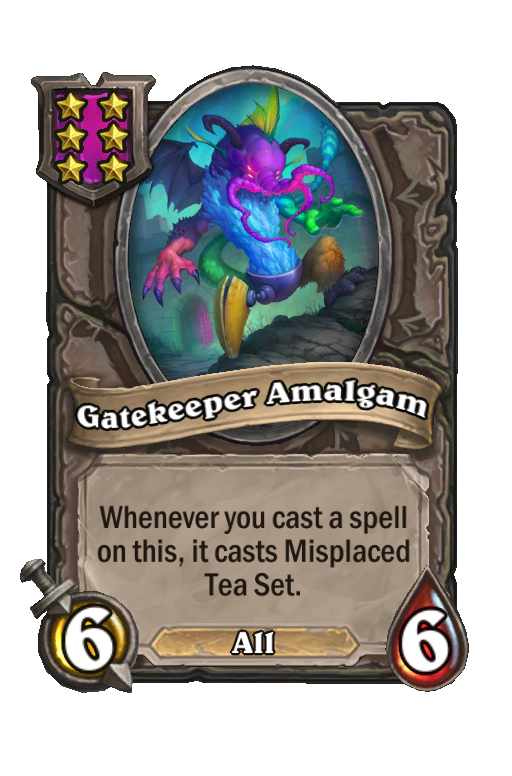 Gatekeeper Amalgam
Whenever you cast a spell
on this, it casts Misplaced
Tea Set.
6
All
6